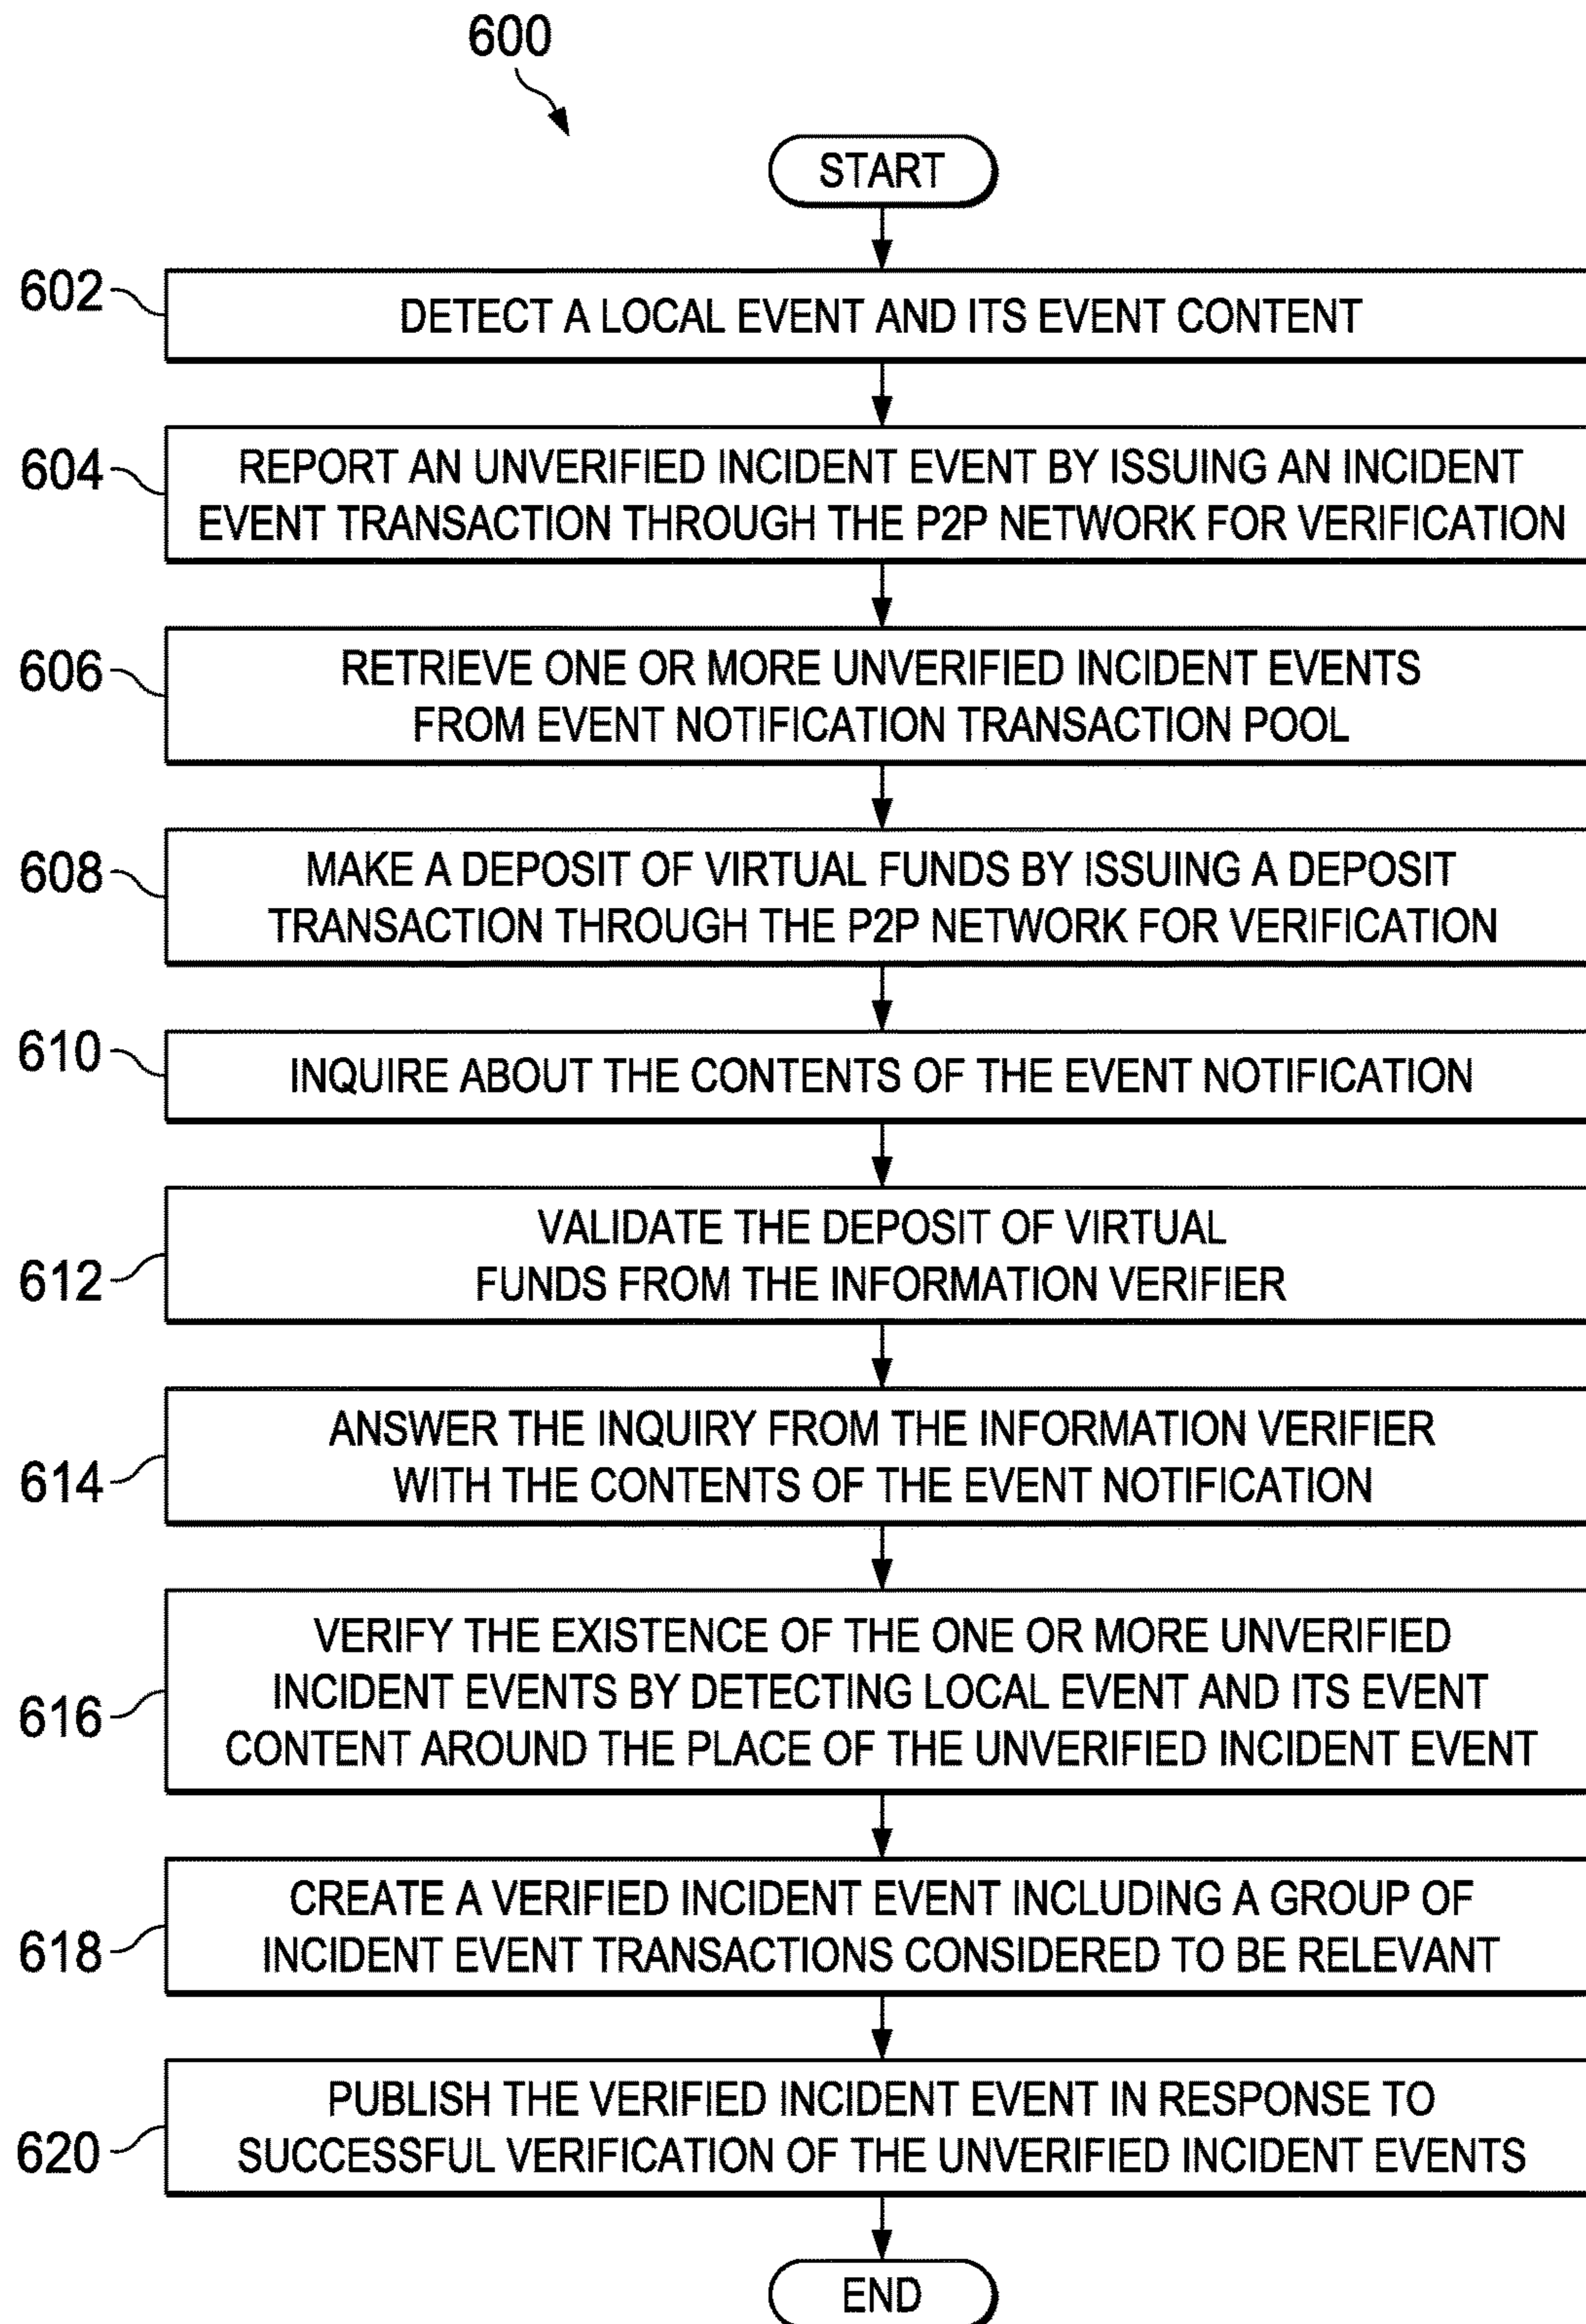 600
START
602
DETECT A LOCAL EVENT AND ITS EVENT CONTENT
604
REPORT AN UNVERIFIED INCIDENT EVENT BY ISSUING AN INCIDENT
EVENT TRANSACTION THROUGH THE P2P NETWORK FOR VERIFICATION
606
RETRIEVE ONE OR MORE UNVERIFIED INCIDENT EVENTS
FROM EVENT NOTIFICATION TRANSACTION POOL
608
MAKE A DEPOSIT OF VIRTUAL FUNDS BY ISSUING A DEPOSIT
TRANSACTION THROUGH THE P2P NETWORK FOR VERIFICATION
610
INQUIRE ABOUT THE CONTENTS OF THE EVENT NOTIFICATION
612
VALIDATE THE DEPOSIT OF VIRTUAL
FUNDS FROM THE INFORMATION VERIFIER
614
ANSWER THE INQUIRY FROM THE INFORMATION VERIFIER
WITH THE CONTENTS OF THE EVENT NOTIFICATION
616
VERIFY THE EXISTENCE OF THE ONE OR MORE UNVERIFIED
INCIDENT EVENTS BY DETECTING LOCAL EVENT AND ITS EVENT
CONTENT AROUND THE PLACE OF THE UNVERIFIED INCIDENT EVENT
618
CREATE A VERIFIED INCIDENT EVENT INCLUDING A GROUP OF
INCIDENT EVENT TRANSACTIONS CONSIDERED TO BE RELEVANT
620
PUBLISH THE VERIFIED INCIDENT EVENT IN RESPONSE TO
SUCCESSFUL VERIFICATION OF THE UNVERIFIED INCIDENT EVENTS
END